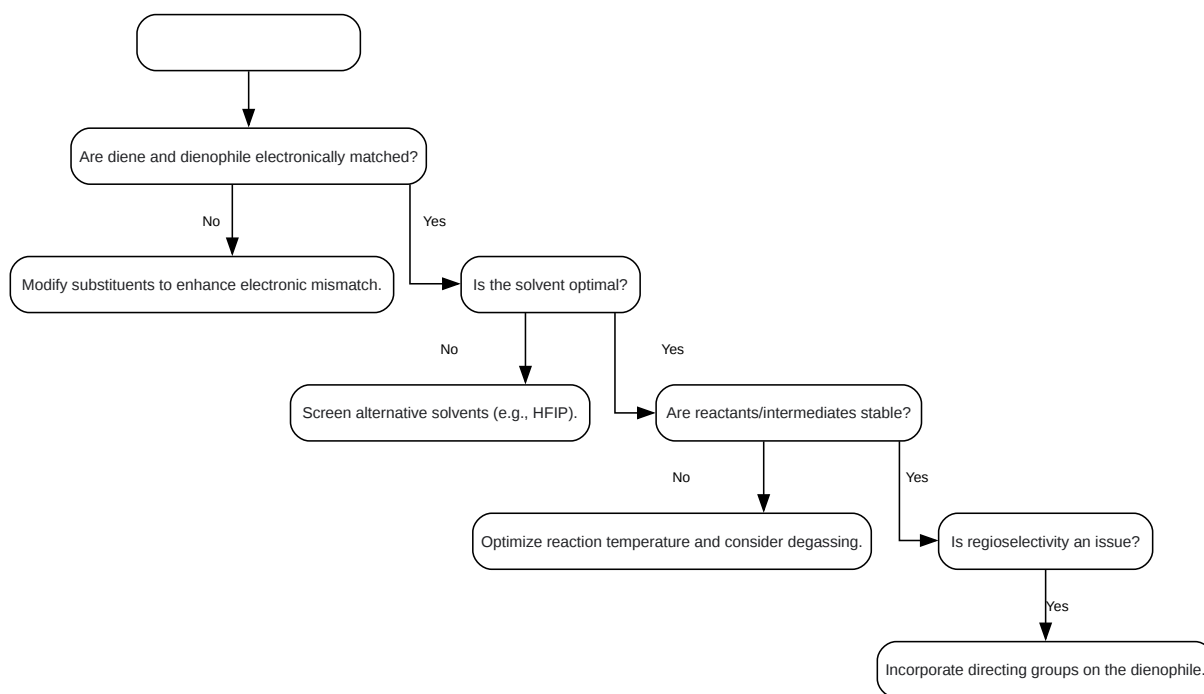 Are diene and dienophile electronically matched?
No
Yes
Modify substituents to enhance electronic mismatch.
Is the solvent optimal?
No
Yes
Screen alternative solvents (e.g., HFIP).
Are reactants/intermediates stable?
No
Yes
Optimize reaction temperature and consider degassing.
Is regioselectivity an issue?
Yes
Incorporate directing groups on the dienophile.